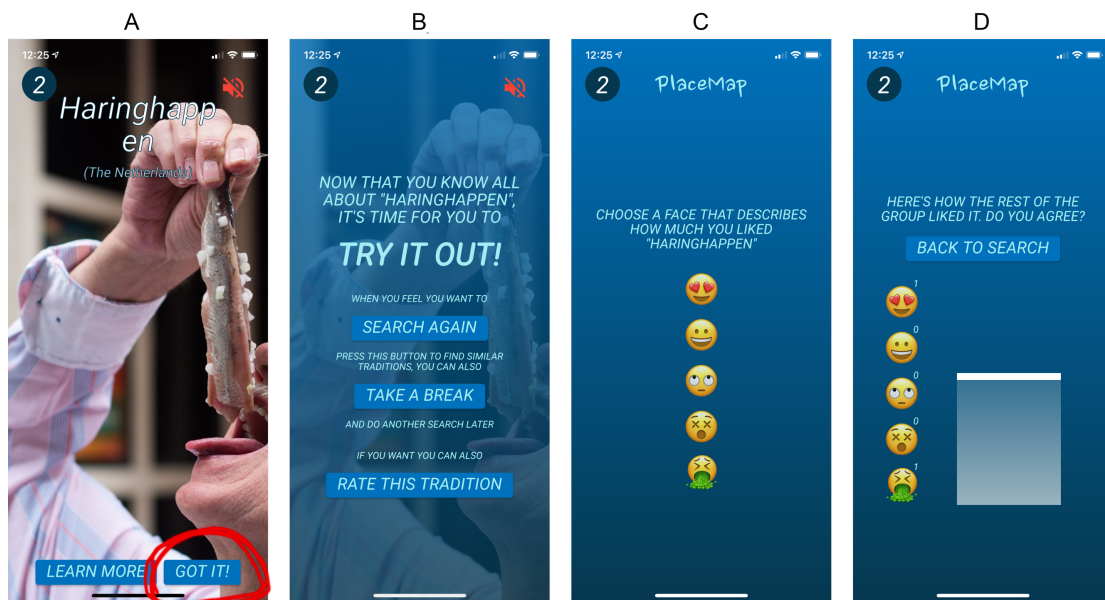 A
B
C
D
12:25
2
Haringhapp
en
(The Netherlands)
LEARN MORE
GOT IT!
12:25
2
NOW THAT YOU KNOW ALL
ABOUT "HARINGHAPPEN",
IT'S TIME FOR YOU TO
TRY IT OUT!
WHEN YOU FEEL YOU WANT TO
SEARCH AGAIN
PRESS THIS BUTTON TO FIND SIMILAR
TRADITIONS, YOU CAN ALSO
TAKE A BREAK
AND DO ANOTHER SEARCH LATER
IF YOU WANT YOU CAN ALSO
RATE THIS TRADITION
12:25
2
PlaceMap
CHOOSE A FACE THAT DESCRIBES
HOW MUCH YOU LIKED
"HARINGHAPPEN"
12:25
2
PlaceMap
HERE'S HOW THE REST OF THE
GROUP LIKED IT. DO YOU AGREE?
BACK TO SEARCH
1
0
0
0
1